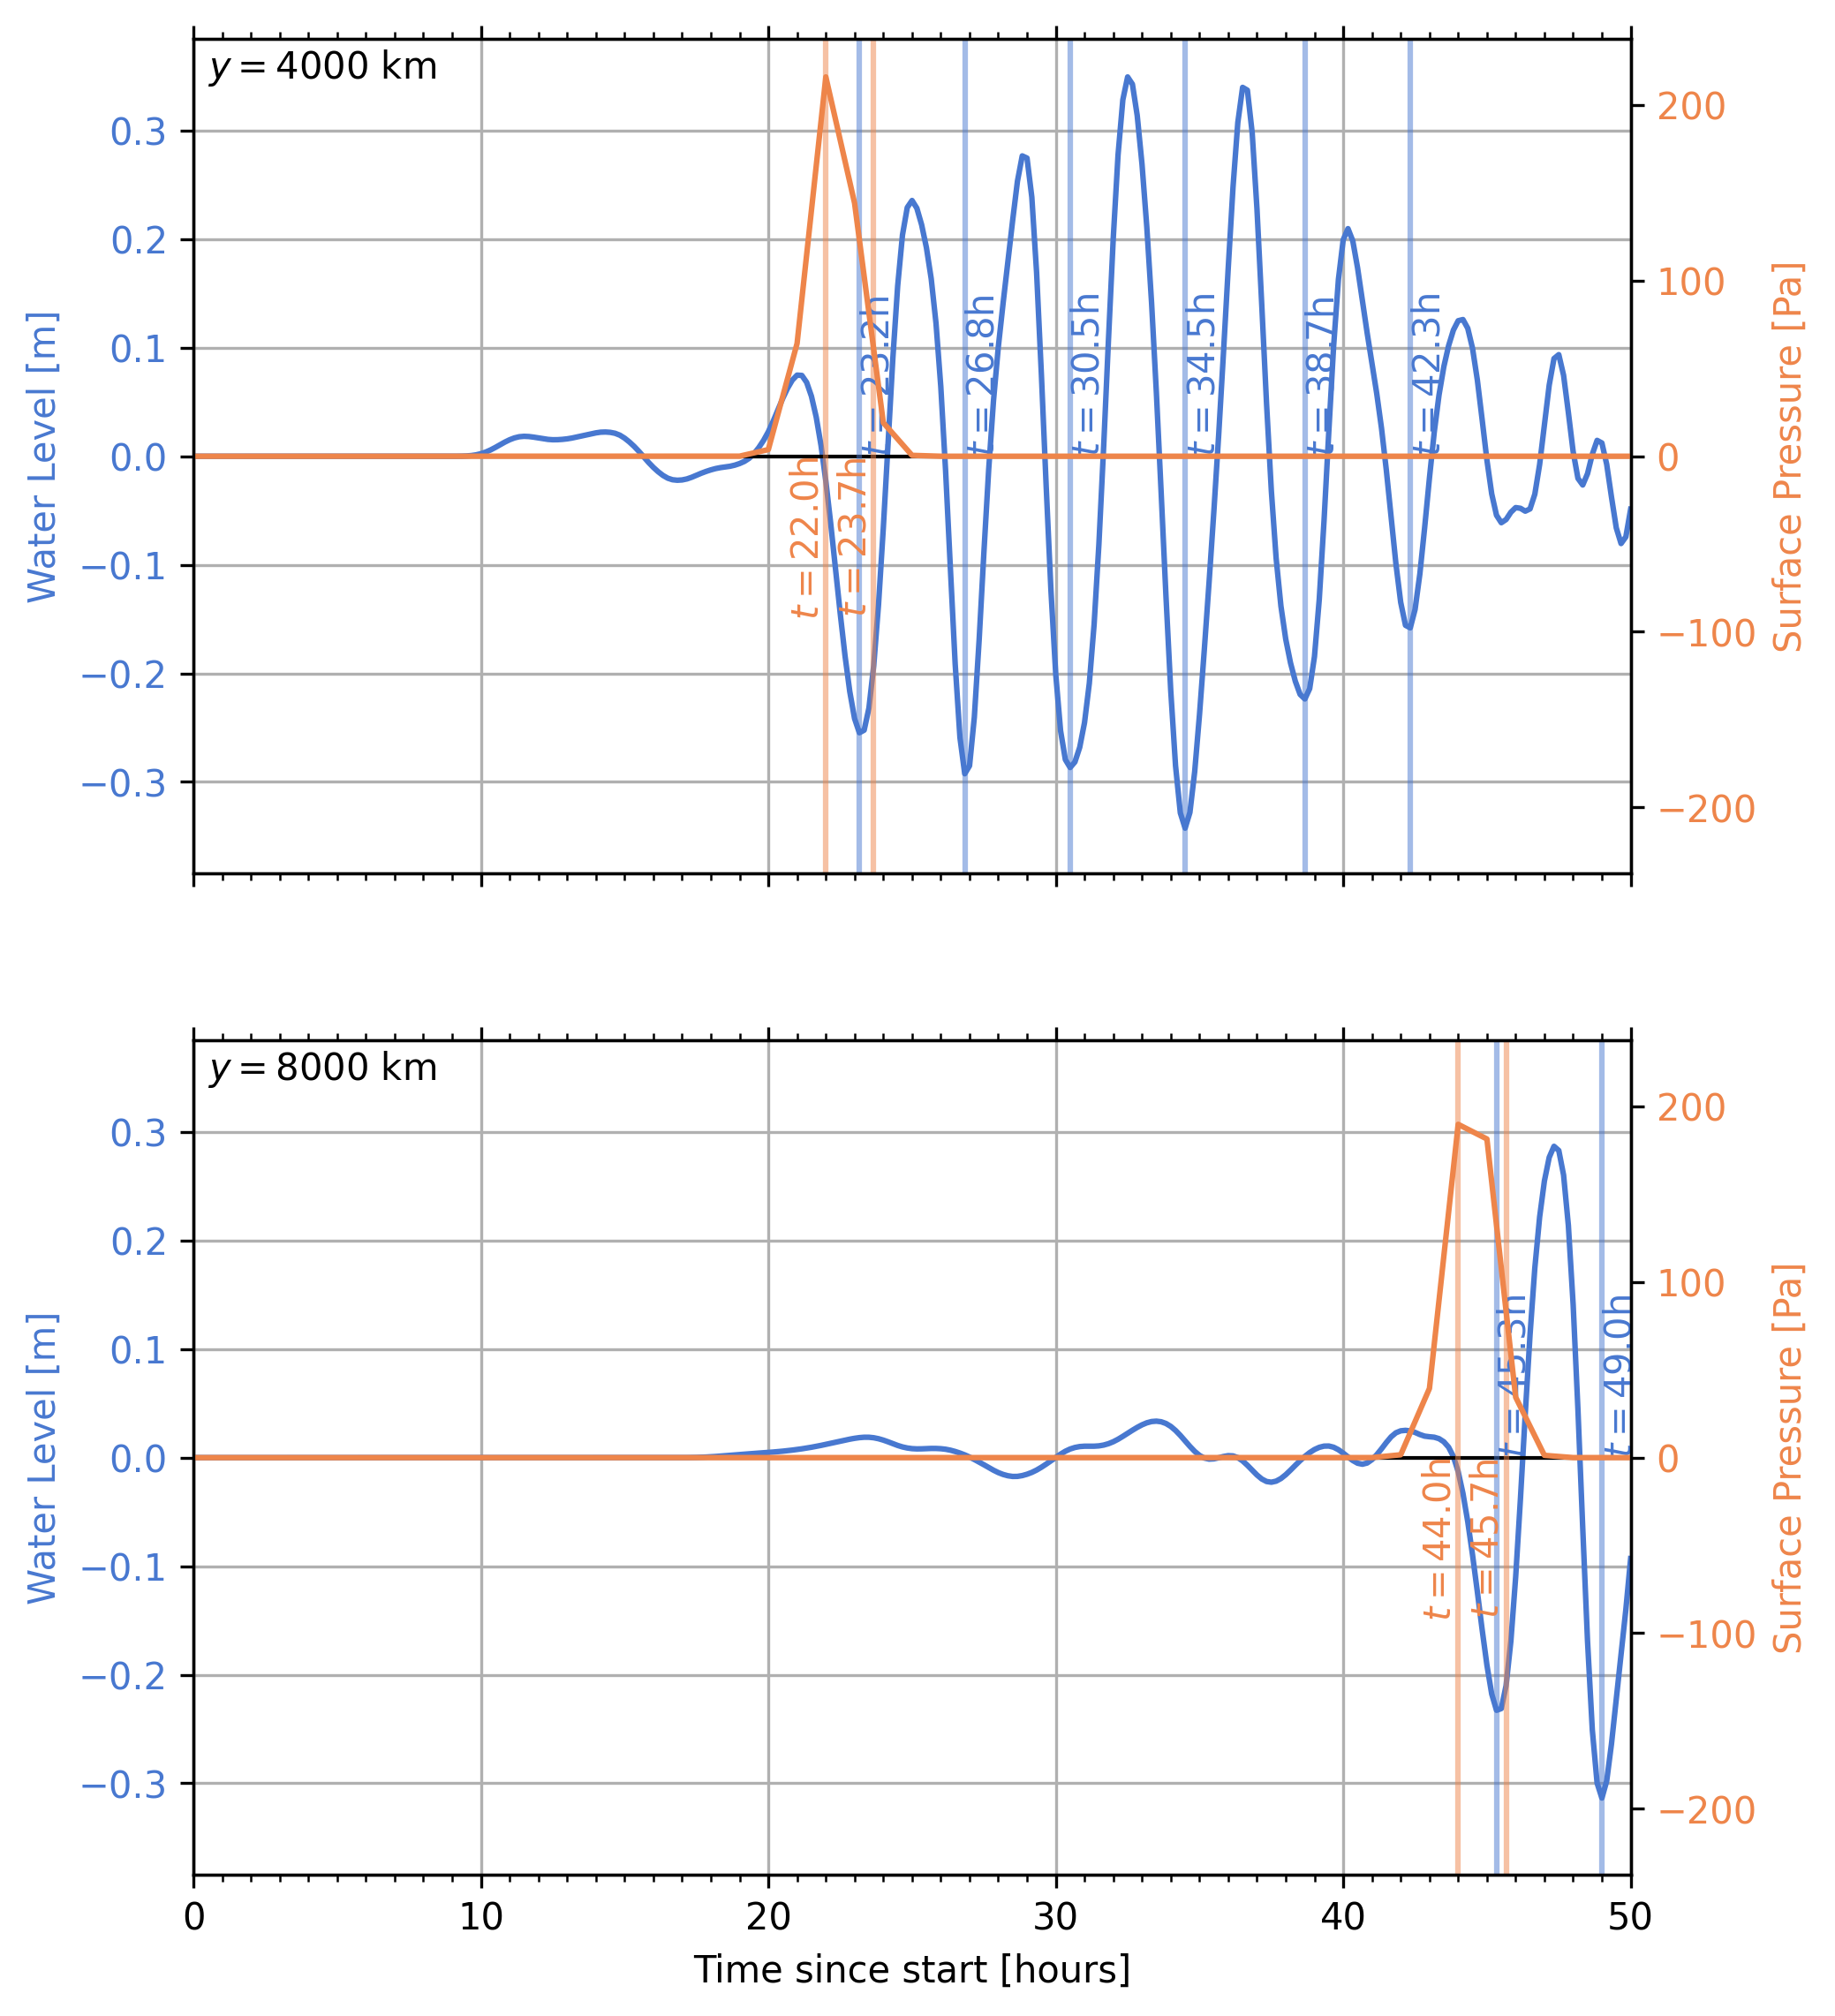 y = 4000 km
0.3
0.2
0.1
0.0
−0.1
−0.2
−0.3
Water Level [m]
t = 22.0h
t = 23.7h
t = 23.2h
t = 26.8h
t = 30.5h
t = 34.5h
t = 38.7h
t = 42.3h
200
100
0
−100
−200
Surface Pressure [Pa]
y = 8000 km
0.3
0.2
0.1
0.0
−0.1
−0.2
−0.3
Water Level [m]
t = 44.0h
t = 45.7h
t = 45.3h
t = 49.0h
200
100
0
−100
−200
Surface Pressure [Pa]
0 10 20 30 40 50
Time since start [hours]